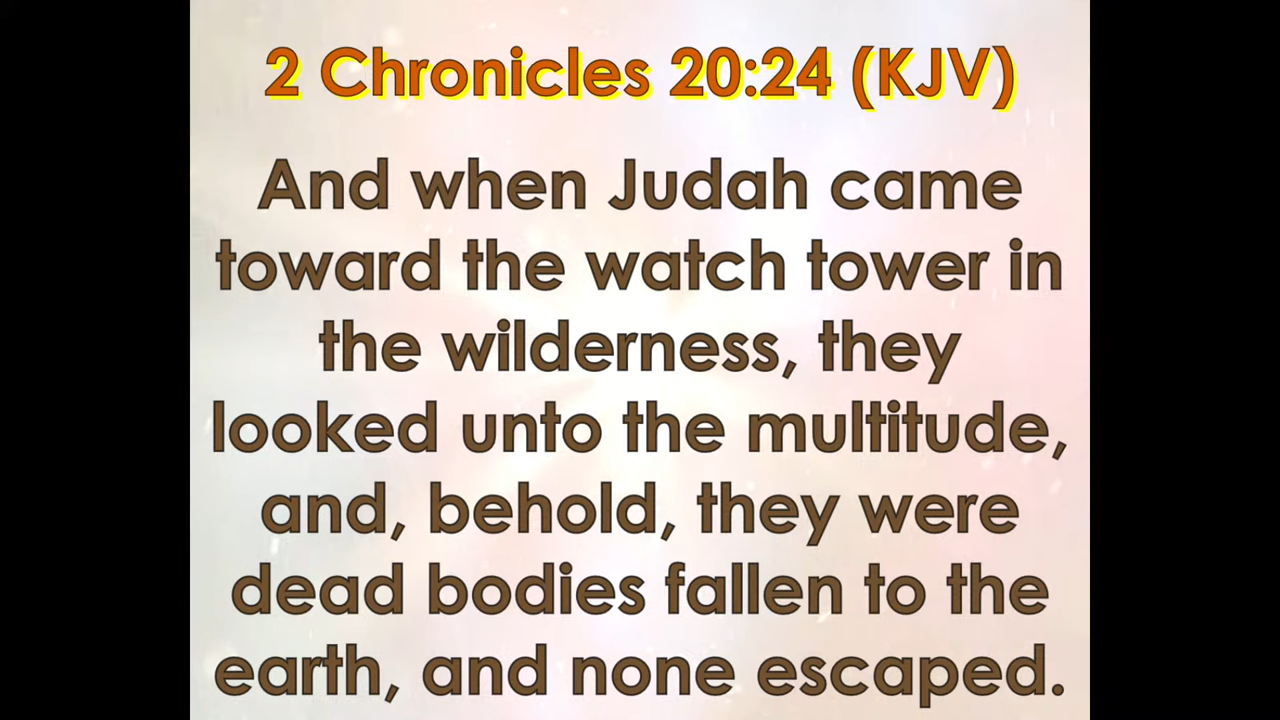 2 Chronicles 20:24 (KJV)
And when Judah came
toward the watch tower in
the wilderness, they
looked unto the multitude,
and, behold, they were
dead bodies fallen to the
earth, and none escaped.